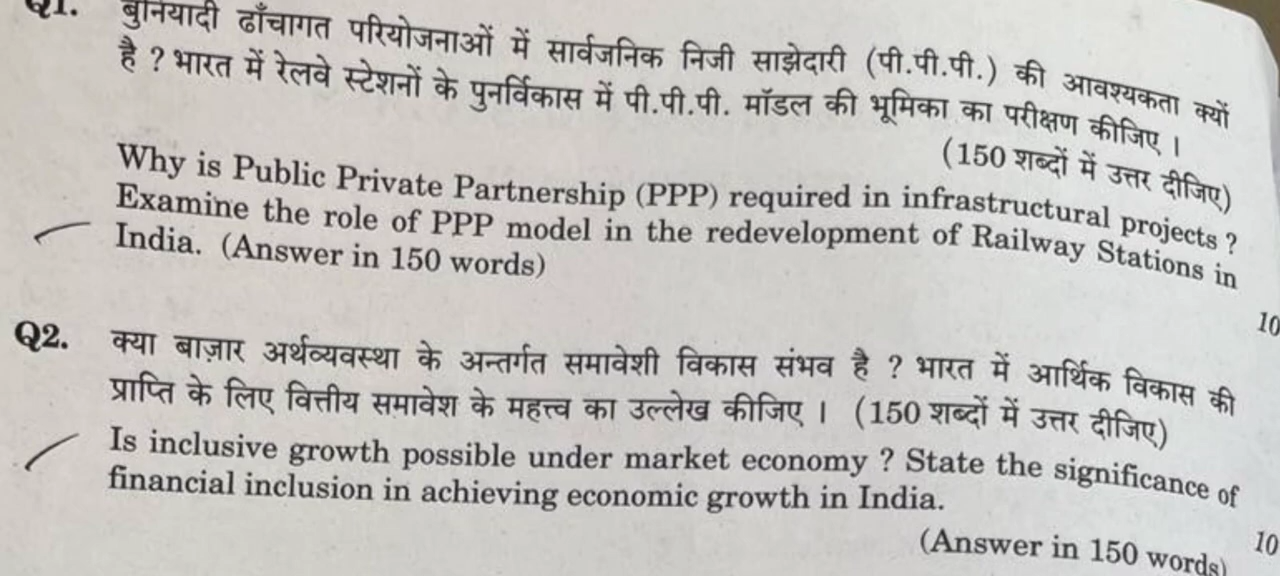 Q1. बुनियादी ढाँचागत परियोजनाओं में सार्वजनिक निजी साझेदारी (पी.पी.पी.) की आवश्यकता क्यों
है ? भारत में रेलवे स्टेशनों के पुनर्विकास में पी.पी.पी. मॉडल की भूमिका का परीक्षण कीजिए ।
(150 शब्दों में उत्तर दीजिए)
Why is Public Private Partnership (PPP) required in infrastructural projects ?
Examine the role of PPP model in the redevelopment of Railway Stations in
India. (Answer in 150 words)
10
Q2. क्या बाज़ार अर्थव्यवस्था के अन्तर्गत समावेशी विकास संभव है ? भारत में आर्थिक विकास की
प्राप्ति के लिए वित्तीय समावेश के महत्त्व का उल्लेख कीजिए । (150 शब्दों में उत्तर दीजिए)
Is inclusive growth possible under market economy ? State the significance of
financial inclusion in achieving economic growth in India.
(Answer in 150 words)
10